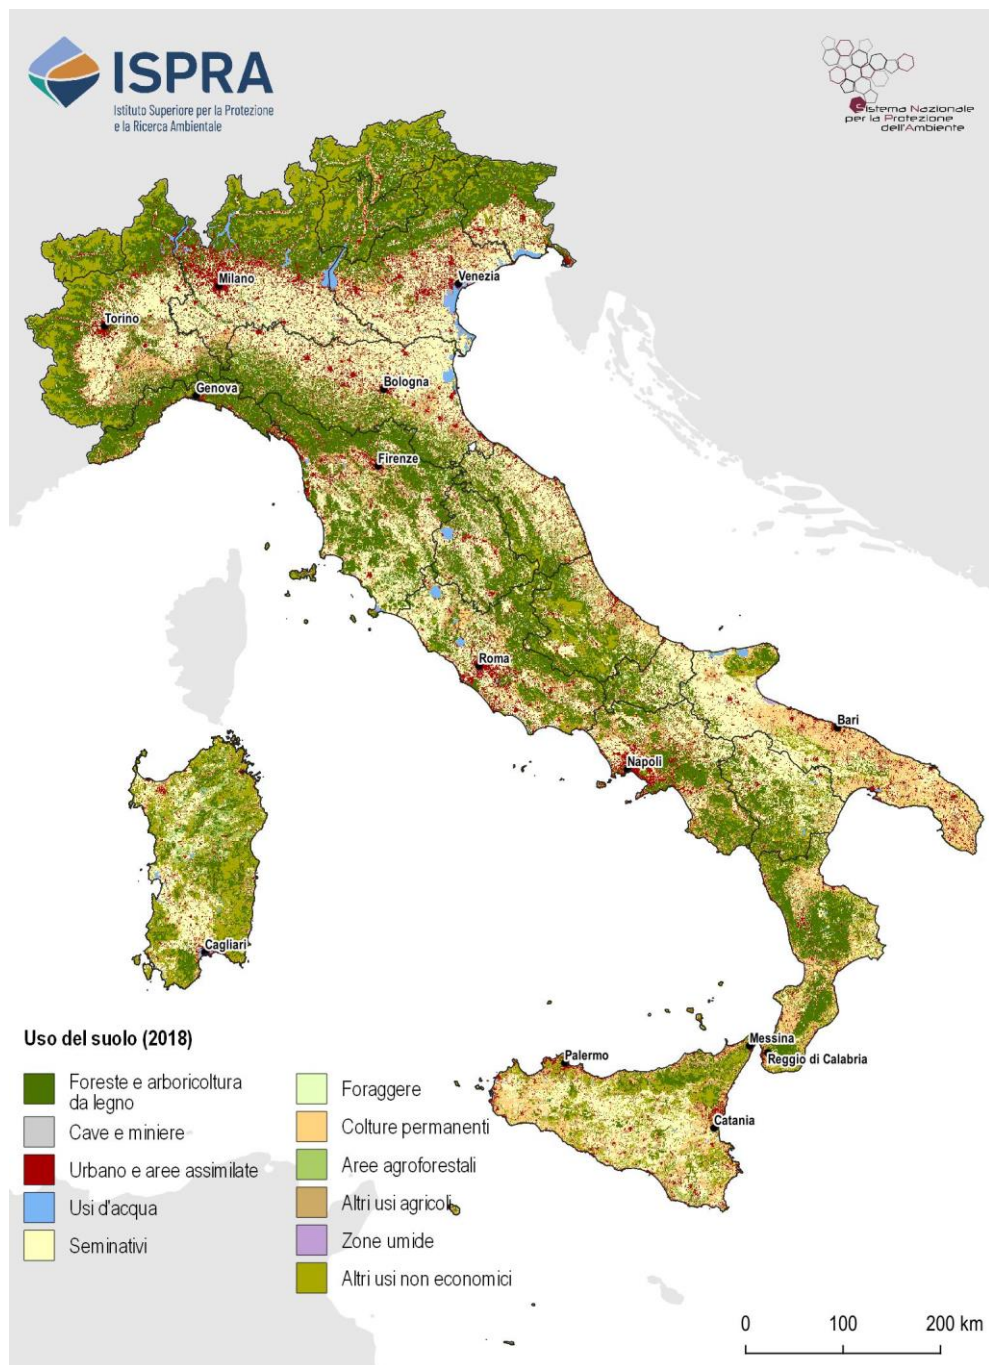 ISPRA
Istituto Superiore per la Protezione
e la Ricerca Ambientale
Sistema Nazionale
per la Protezione
dell'Ambiente
Milano
Venezia
Torino
Genova
Bologna
Firenze
Roma
Bari
Napoli
Cagliari
Messina
Reggio di Calabria
Palermo
Catania
Uso del suolo (2018)
Foreste e arboricoltura
da legno
Cave e miniere
Urbano e aree assimilate
Usi d'acqua
Seminativi
Foraggere
Colture permanenti
Aree agroforestali
Altri usi agricoli
Zone umide
Altri usi non economici
0 100 200 km